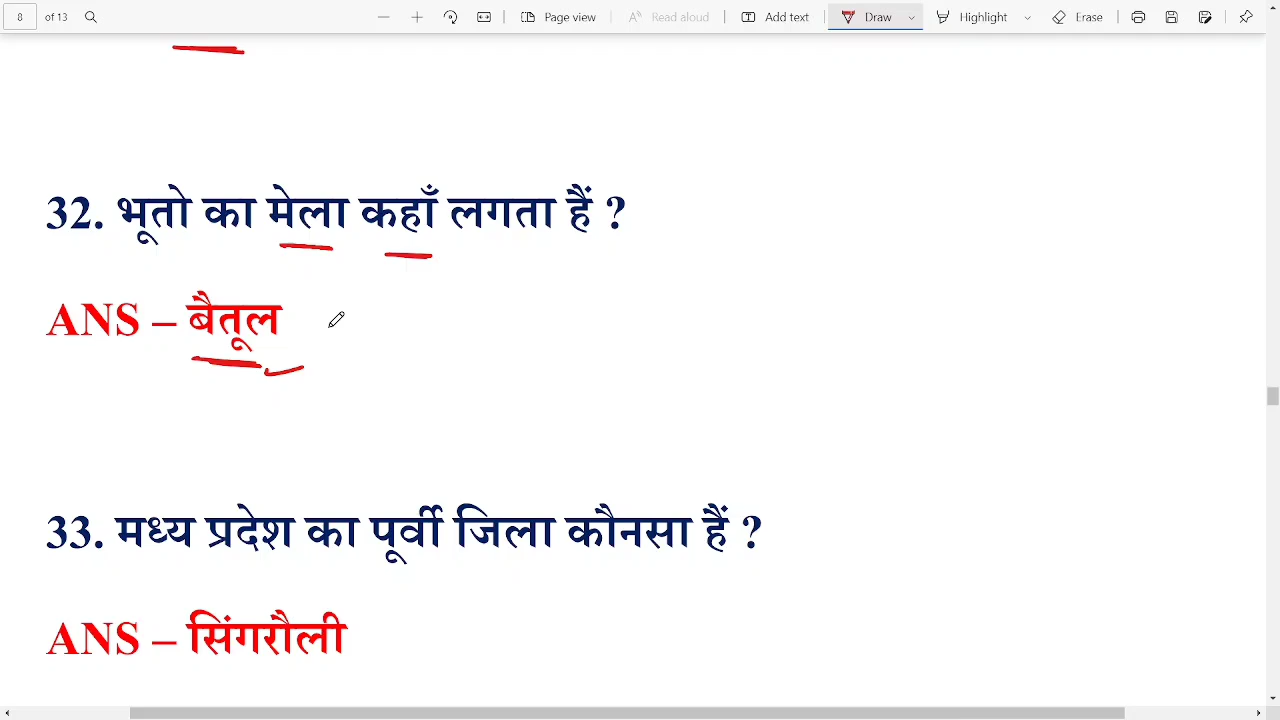 8 of 13 Page view Read aloud Add text Draw Highlight Erase
32. भूतो का मेला कहाँ लगता हैं ?
ANS – बैतूल
33. मध्य प्रदेश का पूर्वी जिला कौनसा हैं ?
ANS – सिंगरौली